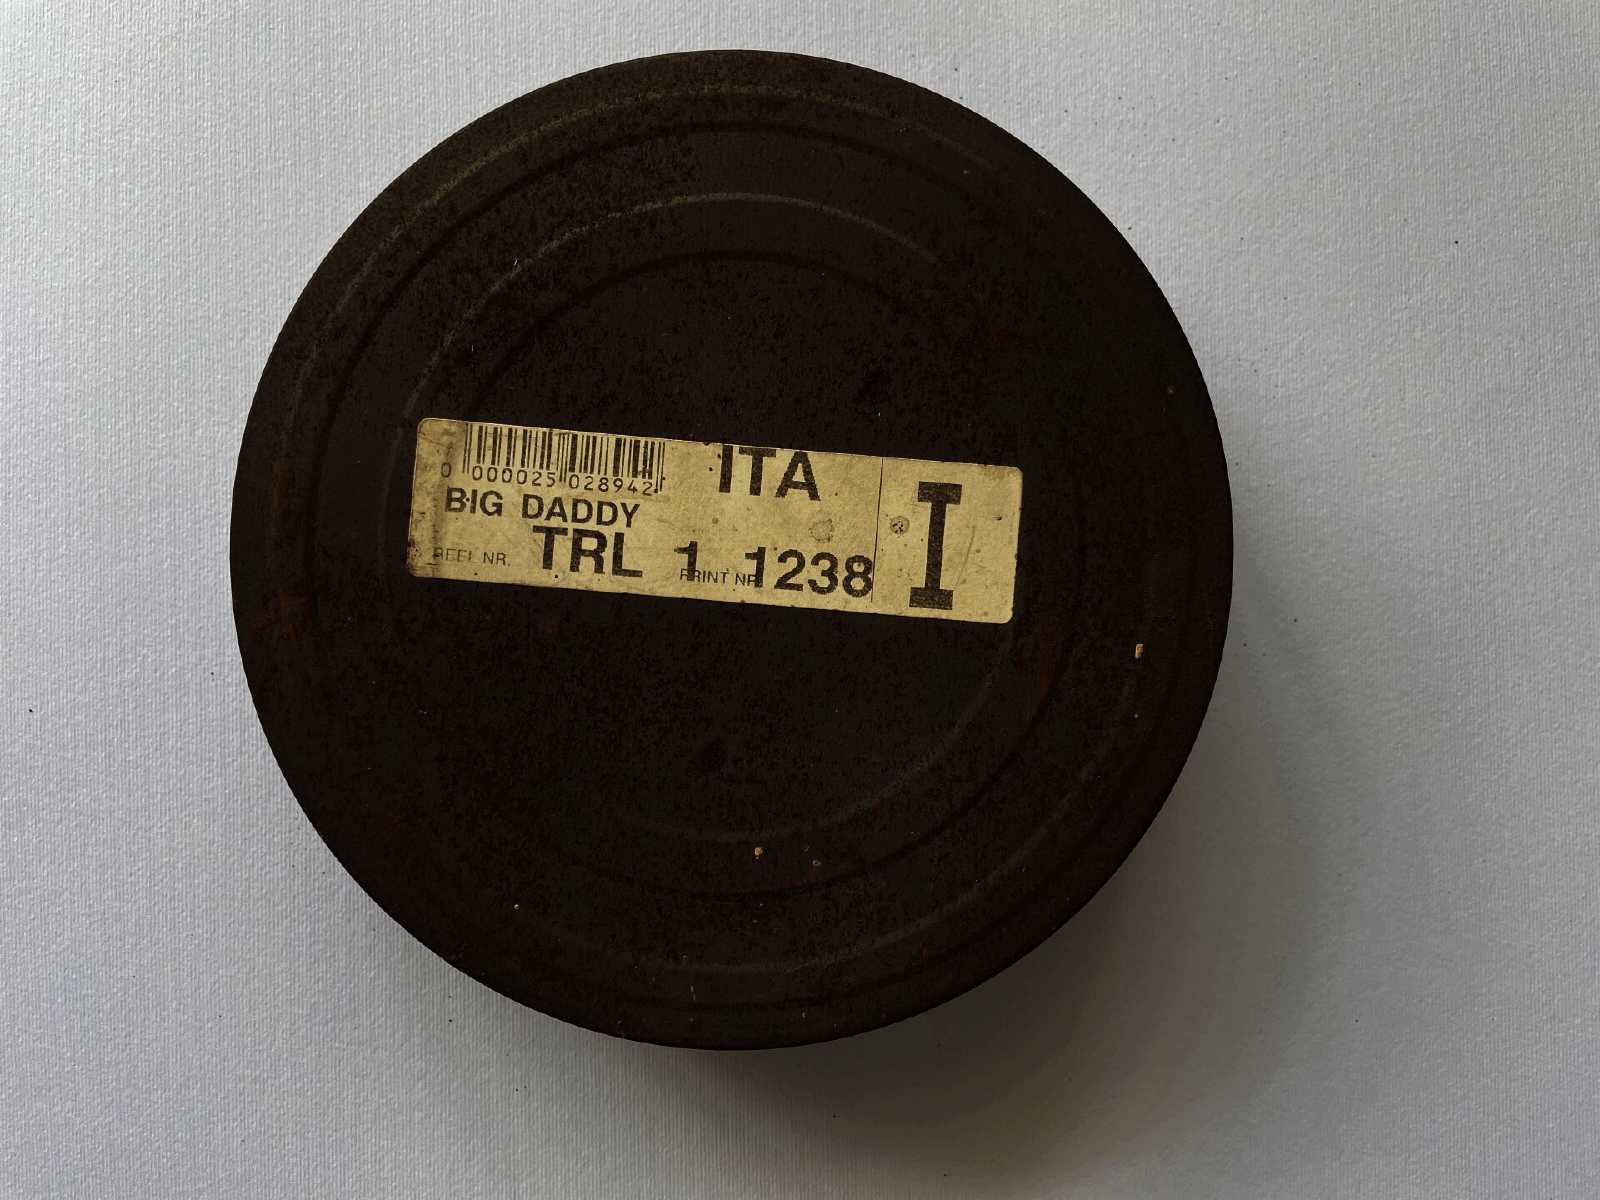 0 000025 028942
ITA
BIG DADDY
REEL NR. TRL 1 PRINT NR 1238
I